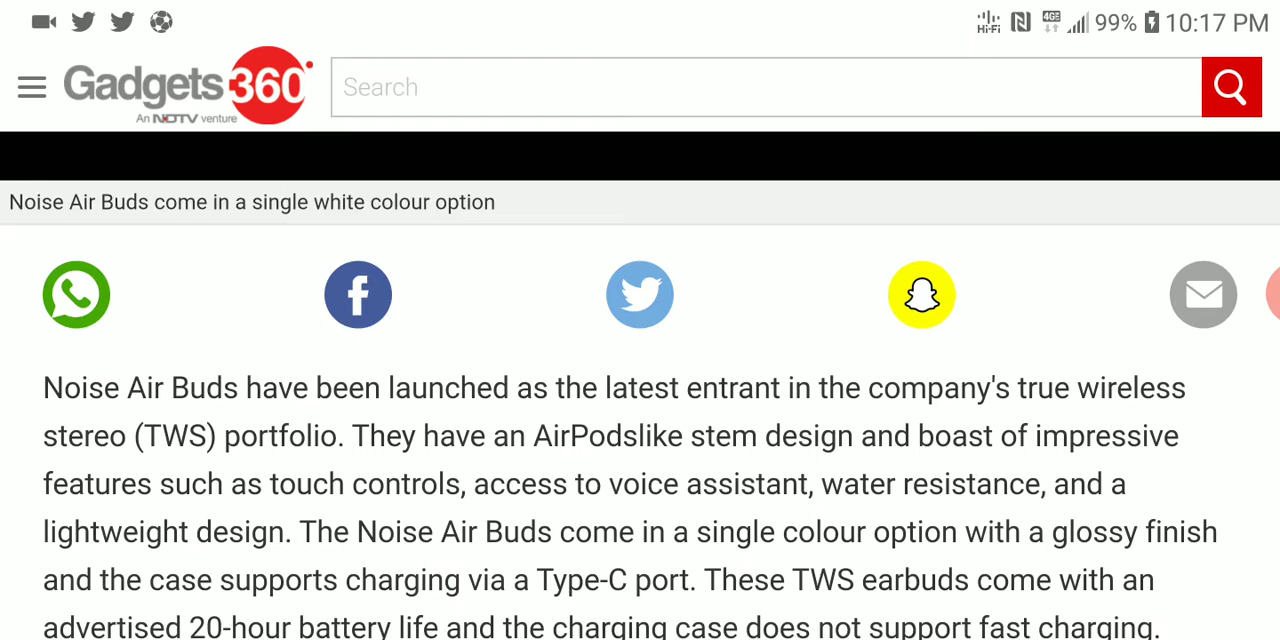 Hi-Fi 4GE 99% 10:17 PM
Gadgets 360
An NDTV venture
Search
Noise Air Buds come in a single white colour option
Noise Air Buds have been launched as the latest entrant in the company's true wireless
stereo (TWS) portfolio. They have an AirPodslike stem design and boast of impressive
features such as touch controls, access to voice assistant, water resistance, and a
lightweight design. The Noise Air Buds come in a single colour option with a glossy finish
and the case supports charging via a Type-C port. These TWS earbuds come with an
advertised 20-hour battery life and the charging case does not support fast charging.